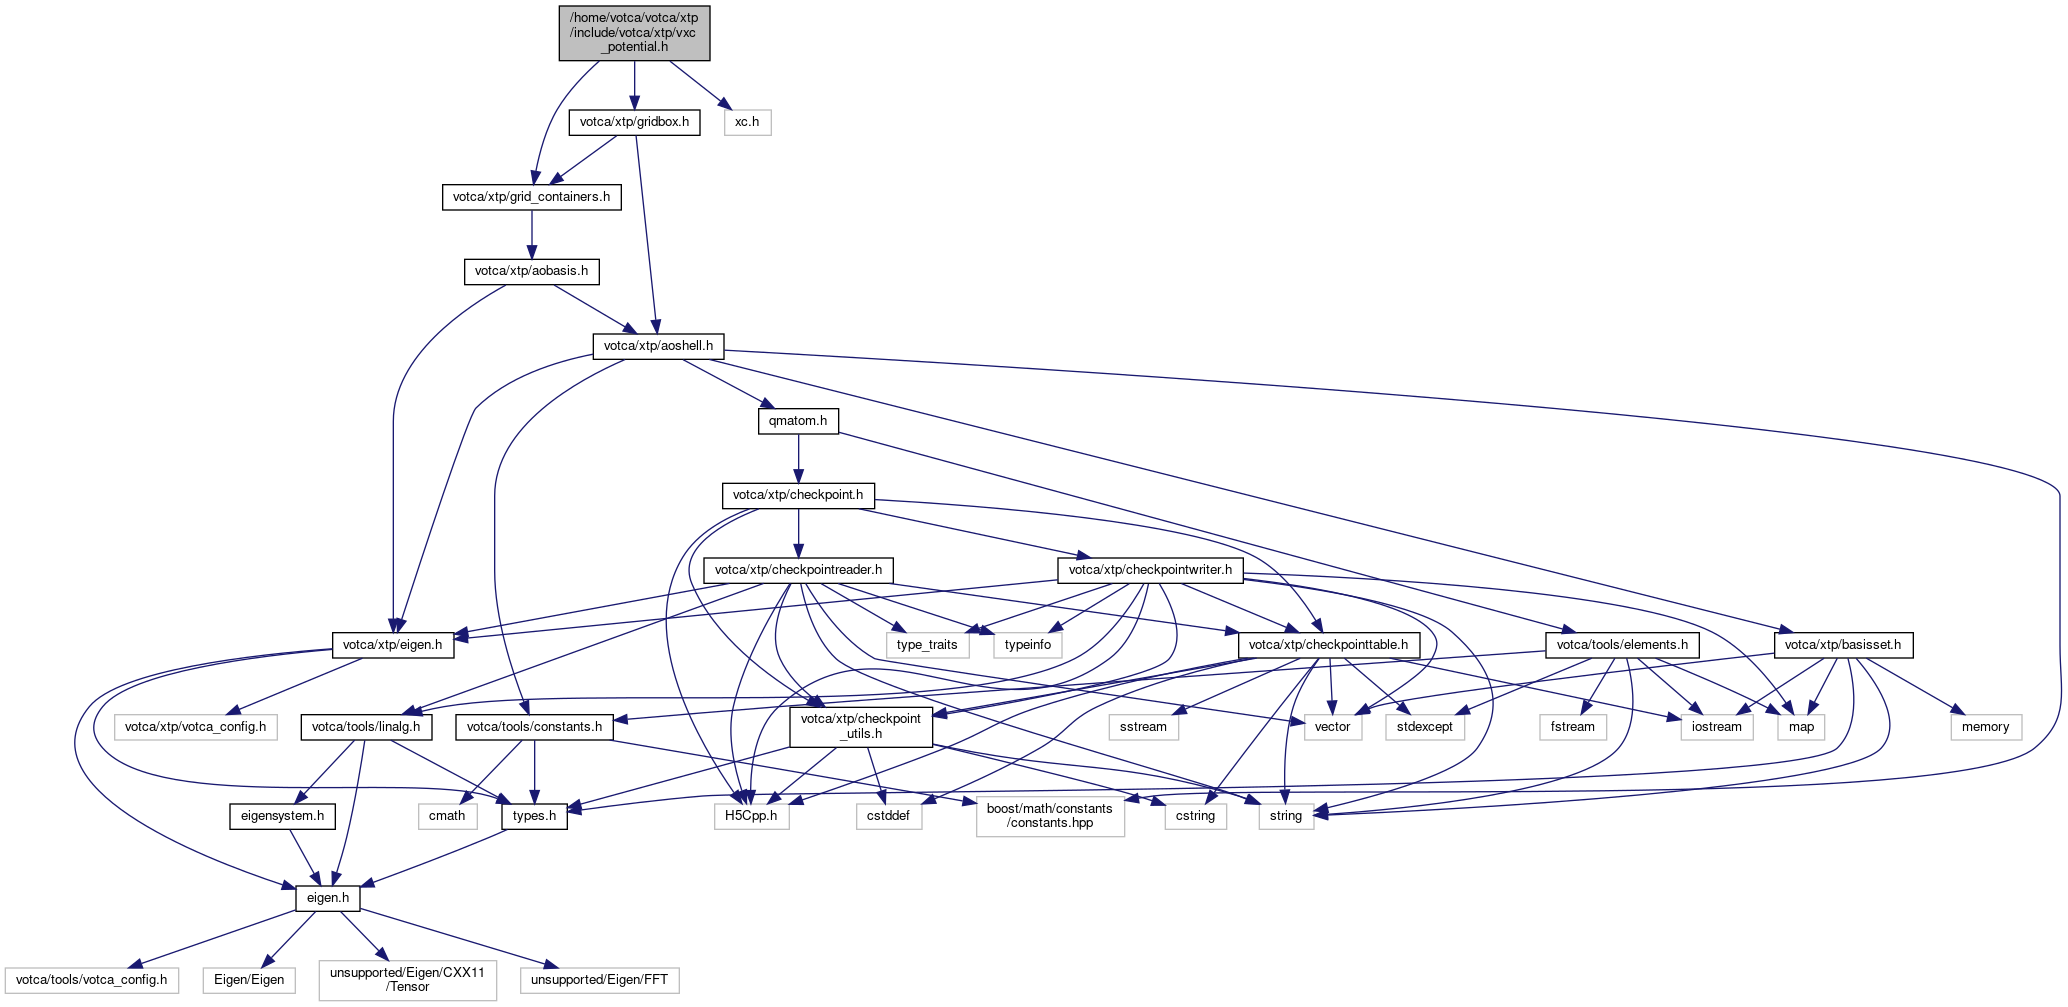 /home/votca/votca/xtp
/include/votca/xtp/vxc
_potential.h
votca/xtp/gridbox.h
xc.h
votca/xtp/grid_containers.h
votca/xtp/aobasis.h
votca/xtp/aoshell.h
qmatom.h
votca/xtp/checkpoint.h
votca/xtp/checkpointreader.h
votca/xtp/checkpointwriter.h
votca/xtp/eigen.h
type_traits
typeinfo
votca/xtp/checkpointtable.h
votca/tools/elements.h
votca/xtp/basisset.h
votca/xtp/votca_config.h
votca/tools/linalg.h
votca/tools/constants.h
votca/xtp/checkpoint
_utils.h
sstream
vector
stdexcept
fstream
iostream
map
memory
eigensystem.h
cmath
types.h
H5Cpp.h
cstddef
boost/math/constants
/constants.hpp
cstring
string
eigen.h
votca/tools/votca_config.h
Eigen/Eigen
unsupported/Eigen/CXX11
/Tensor
unsupported/Eigen/FFT